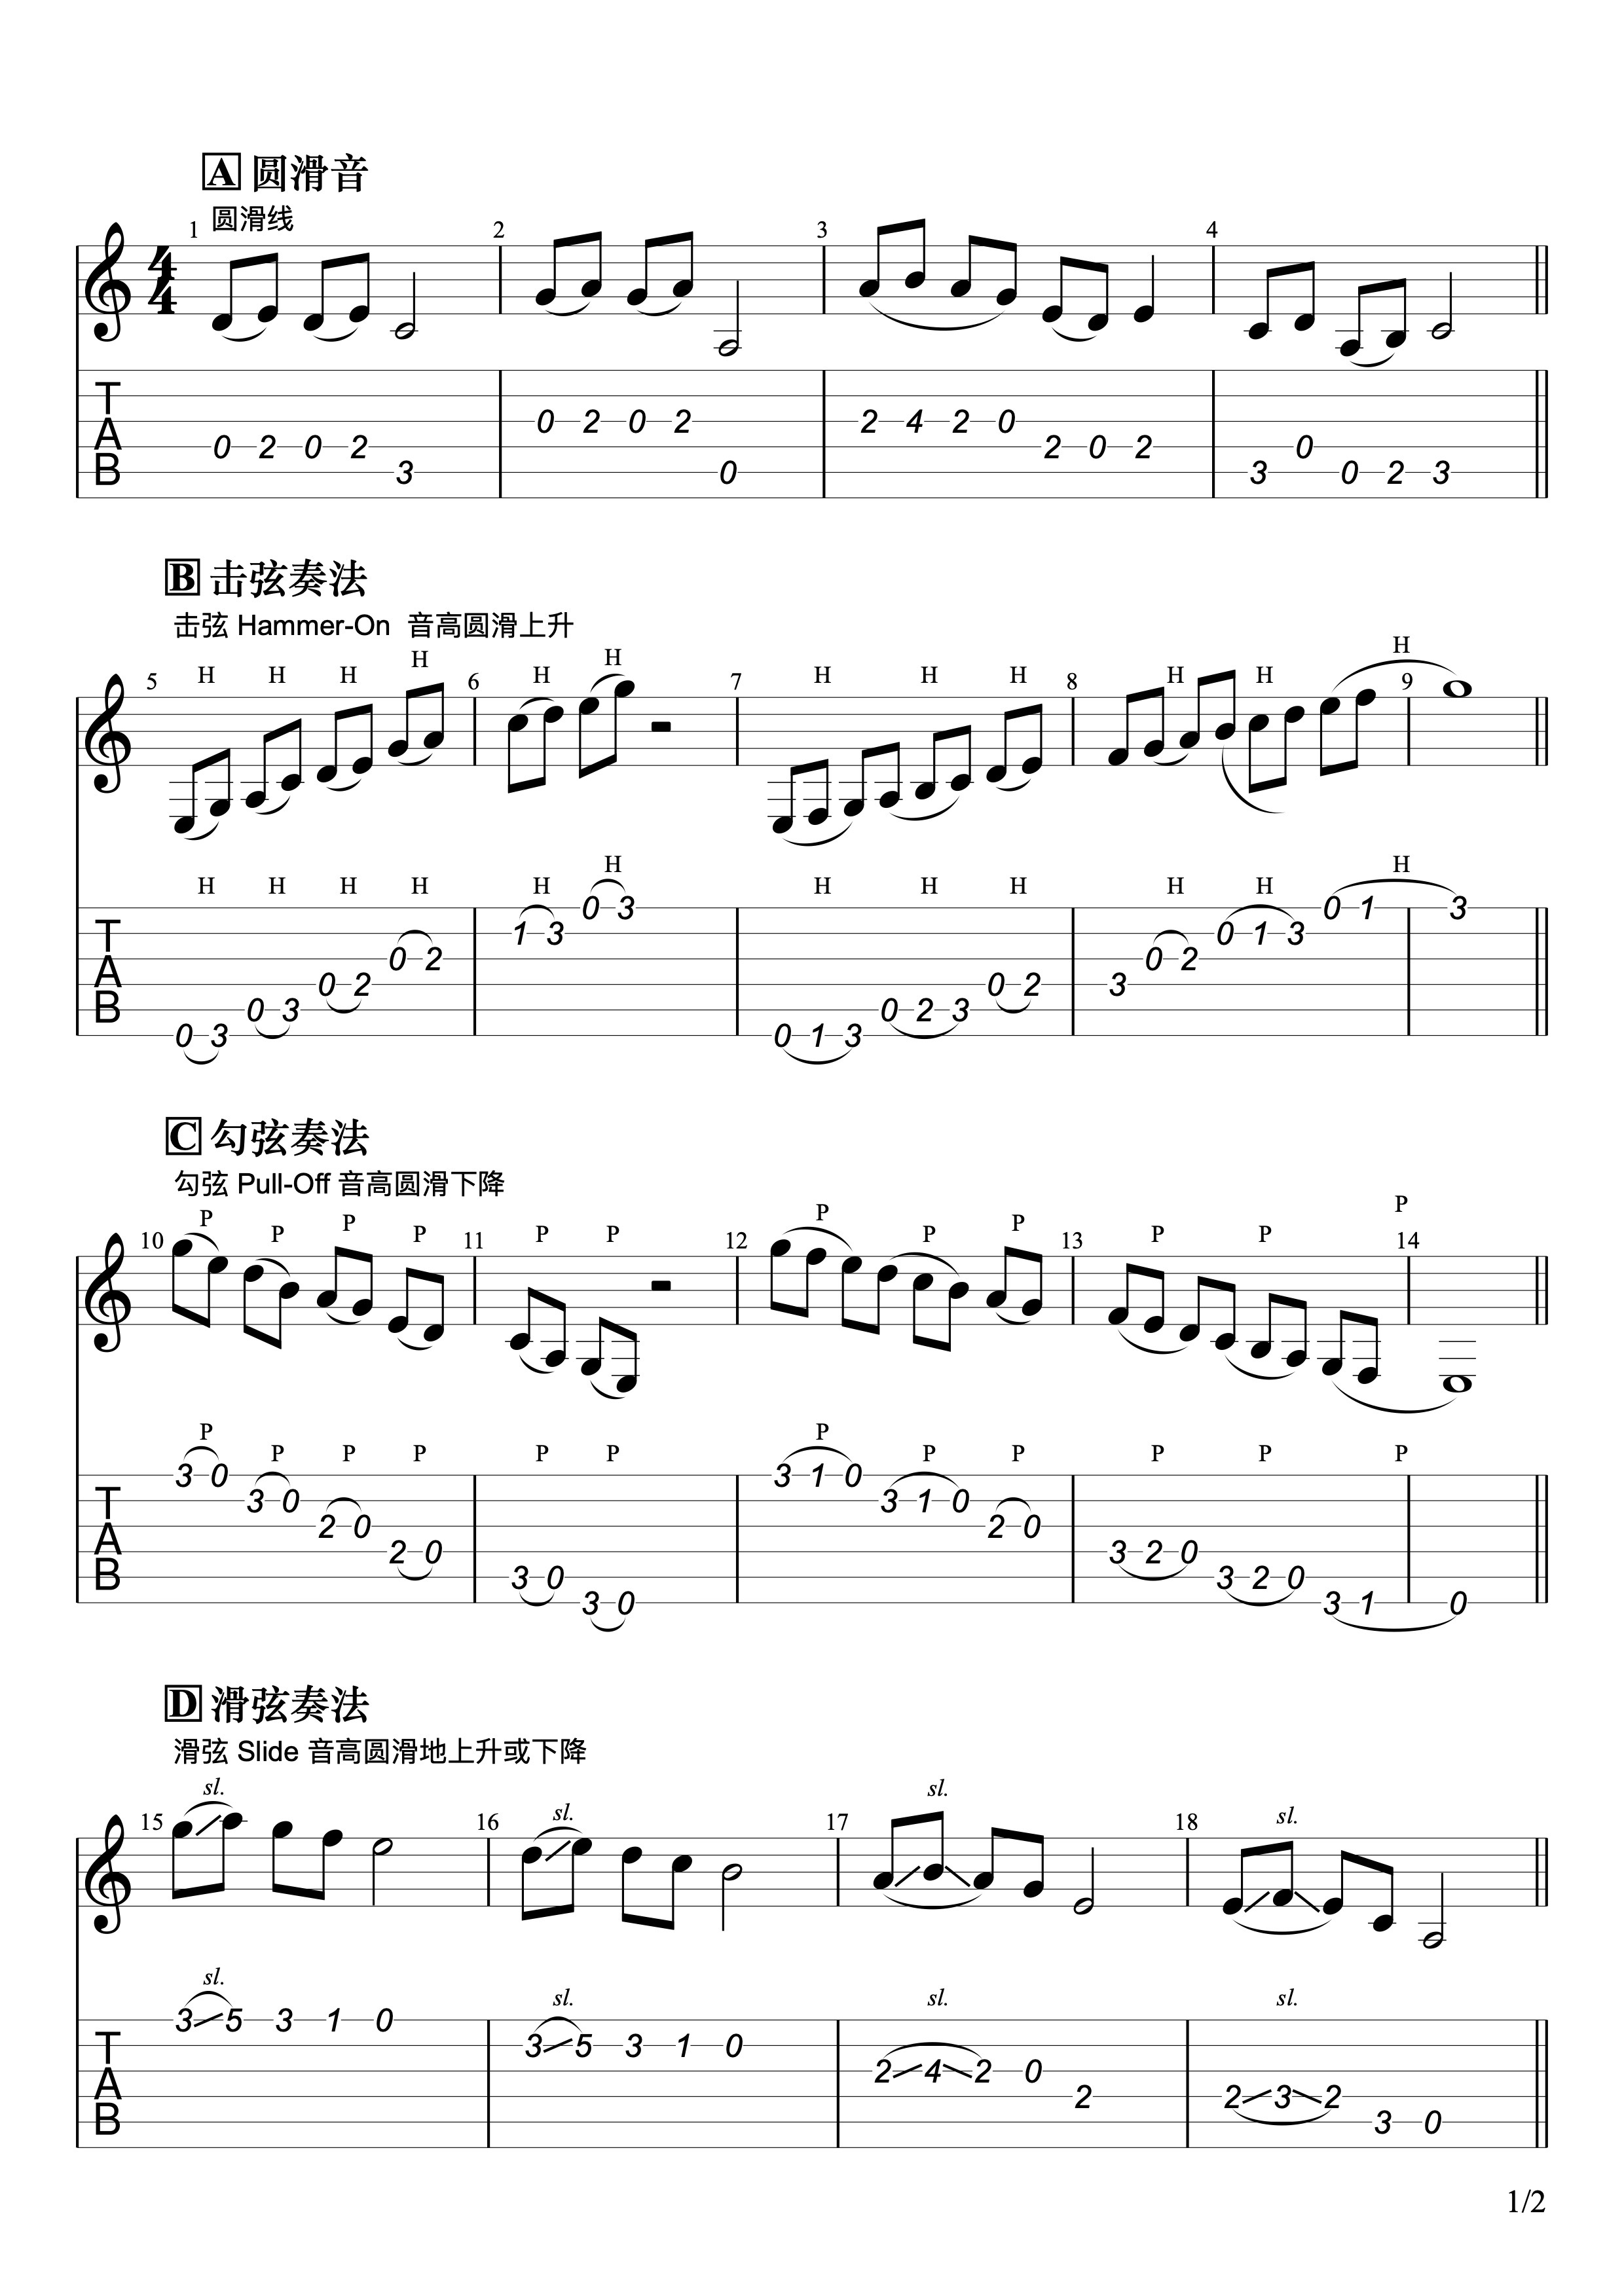 A 圆滑音
圆滑线
1 2 3 4
4
4
T
A
B
0 2 0 2 3 0 2 0 2 0 2 4 2 0 2 0 2 3 0 0 2 3
B 击弦奏法
击弦 Hammer-On 音高圆滑上升
H H H H H H H H H H H H
5 6 7 8 9
H H H H H H H H H H H H
T
A
B
0 3 0 3 0 2 0 2 1 3 0 3 0 1 3 0 2 3 0 2 3 0 2 0 1 3 0 1 3
C 勾弦奏法
勾弦 Pull-Off 音高圆滑下降
P P P P P P P P P P P P
10 11 12 13 14
P P P P P P P P P P P P
T
A
B
3 0 3 0 2 0 2 0 3 0 3 0 3 1 0 3 1 0 2 0 3 2 0 3 2 0 3 1 0
D 滑弦奏法
滑弦 Slide 音高圆滑地上升或下降
sl. sl. sl. sl.
15 16 17 18
sl. sl. sl. sl.
T
A
B
3 5 3 1 0 3 5 3 1 0 2 4 2 0 2 2 3 2 3 0
1/2